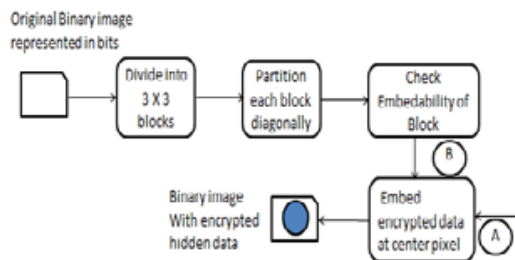 Original Binary image
represented in bits
Divide into
3 X 3
blocks
Partition
each block
diagonally
Check
Embedability of
Block
B
Binary image
With encrypted
hidden data
Embed
encrypted data
at center pixel
A